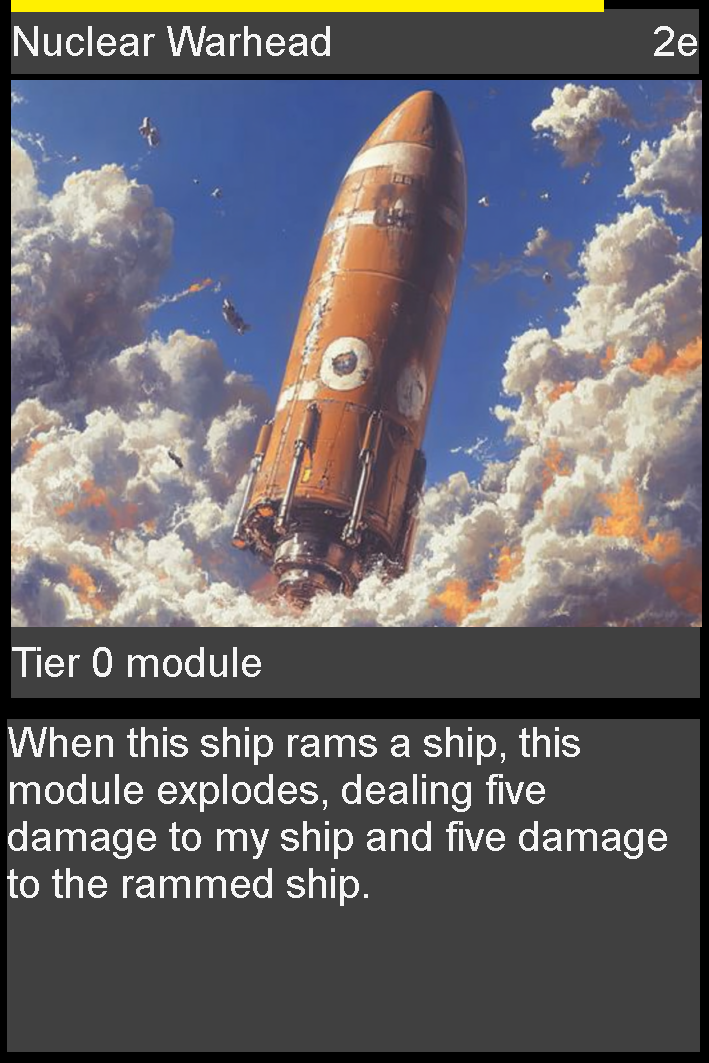 Nuclear Warhead 2e
Tier 0 module
When this ship rams a ship, this
module explodes, dealing five
damage to my ship and five damage
to the rammed ship.